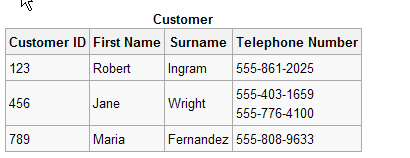 Customer
Customer ID First Name Surname Telephone Number
123 Robert Ingram 555-861-2025
456 Jane Wright 555-403-1659
555-776-4100
789 Maria Fernandez 555-808-9633